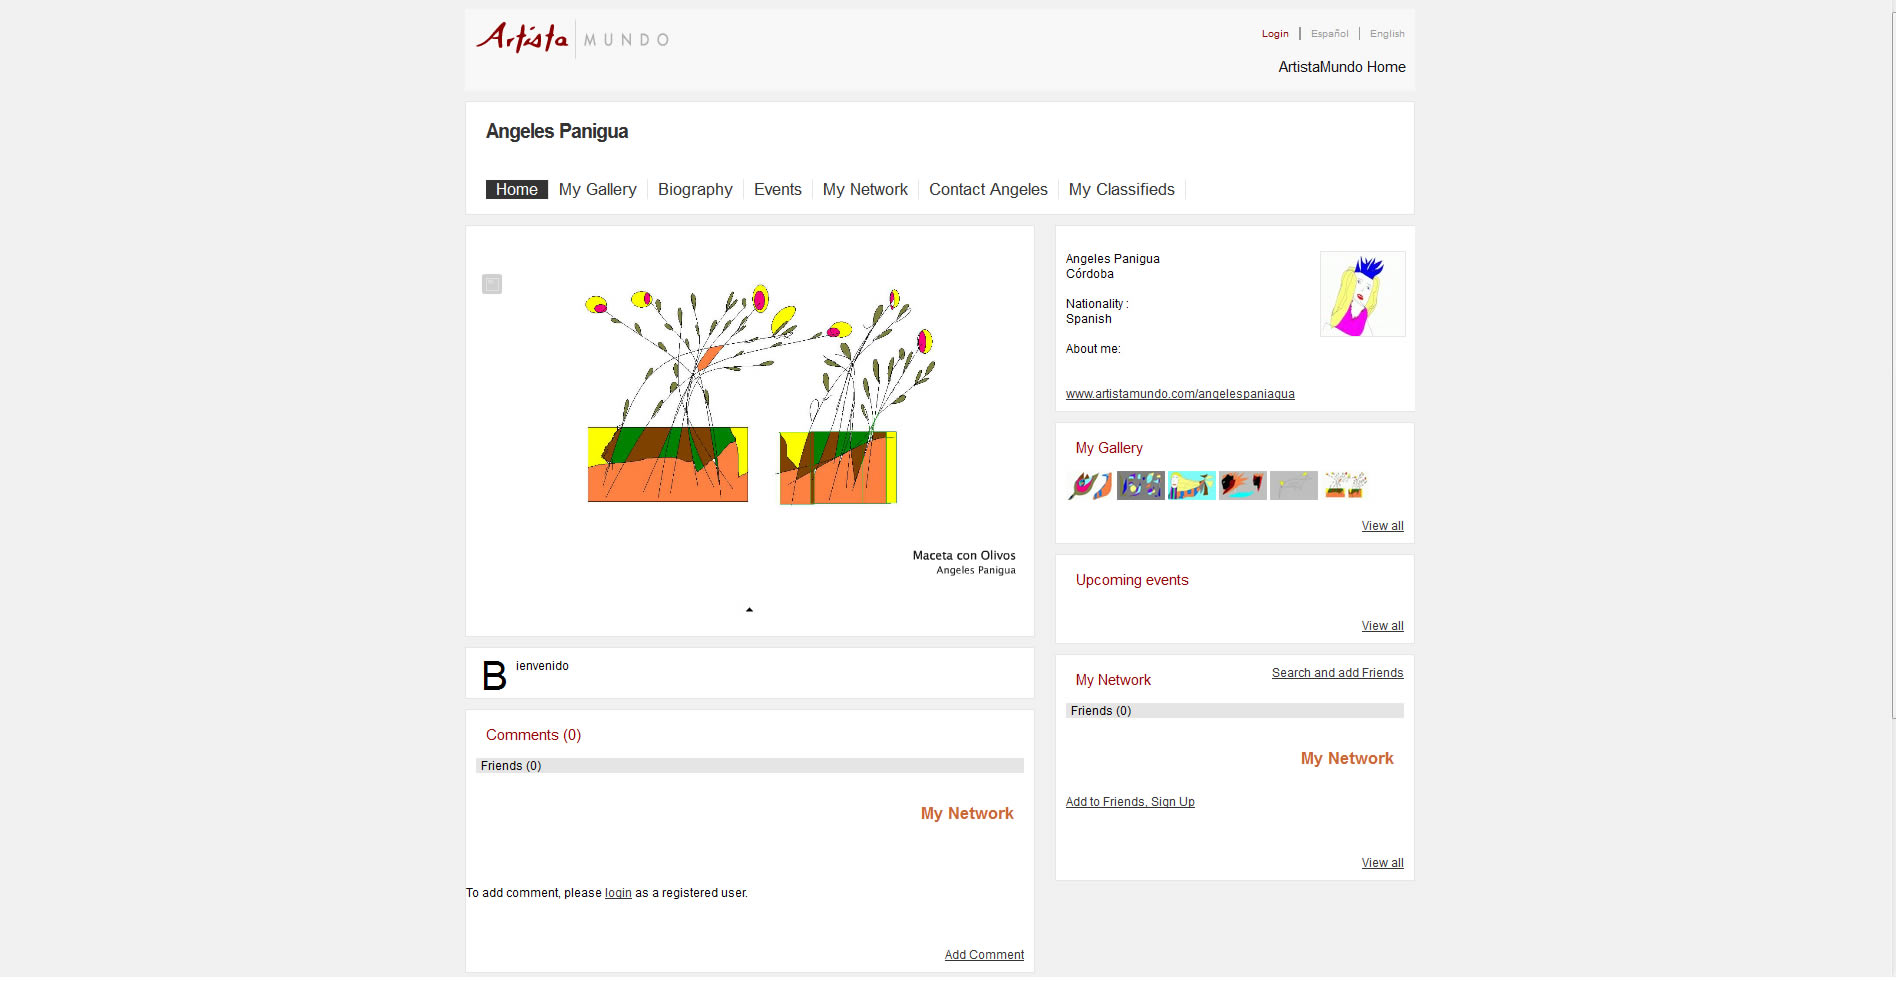 Artista MUNDO
Login Español English
ArtistaMundo Home
Angeles Panigua
Home My Gallery Biography Events My Network Contact Angeles My Classifieds
Maceta con Olivos
Angeles Panigua
Bienvenido
Comments (0)
Friends (0)
My Network
To add comment, please login as a registered user.
Add Comment
Angeles Panigua
Córdoba
Nationality :
Spanish
About me:
www.artistamundo.com/angelespaniagua
My Gallery
View all
Upcoming events
View all
My Network
Search and add Friends
Friends (0)
My Network
Add to Friends, Sign Up
View all